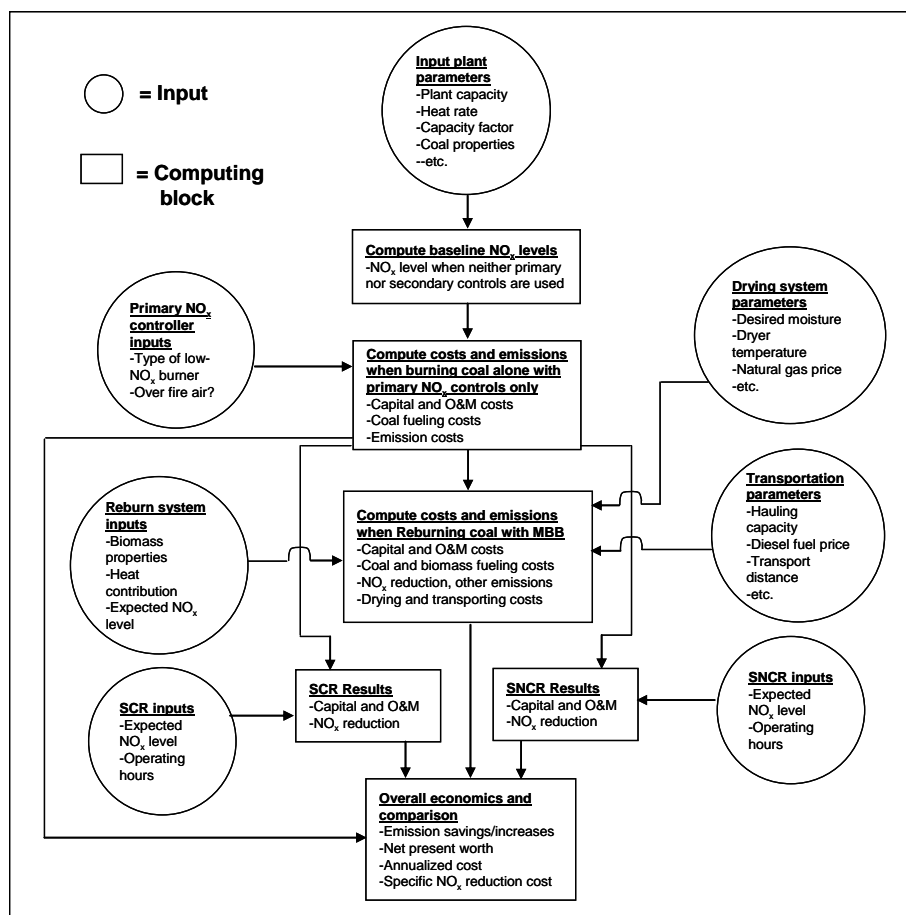 = Input
= Computing
block
Input plant
parameters
-Plant capacity
-Heat rate
-Capacity factor
-Coal properties
--etc.
Compute baseline NOx levels
-NOx level when neither primary
nor secondary controls are used
Primary NOx
controller
inputs
-Type of low-
NOx burner
-Over fire air?
Drying system
parameters
-Desired moisture
-Dryer
temperature
-Natural gas price
-etc.
Compute costs and emissions
when burning coal alone with
primary NOx controls only
-Capital and O&M costs
-Coal fueling costs
-Emission costs
Reburn system
inputs
-Biomass
properties
-Heat
contribution
-Expected NOx
level
Compute costs and emissions
when Reburning coal with MBB
-Capital and O&M costs
-Coal and biomass fueling costs
-NOx reduction, other emissions
-Drying and transporting costs
Transportation
parameters
-Hauling
capacity
-Diesel fuel price
-Transport
distance
-etc.
SCR inputs
-Expected
NOx level
-Operating
hours
SCR Results
-Capital and O&M
-NOx reduction
SNCR Results
-Capital and O&M
-NOx reduction
SNCR inputs
-Expected
NOx level
-Operating
hours
Overall economics and
comparison
-Emission savings/increases
-Net present worth
-Annualized cost
-Specific NOx reduction cost